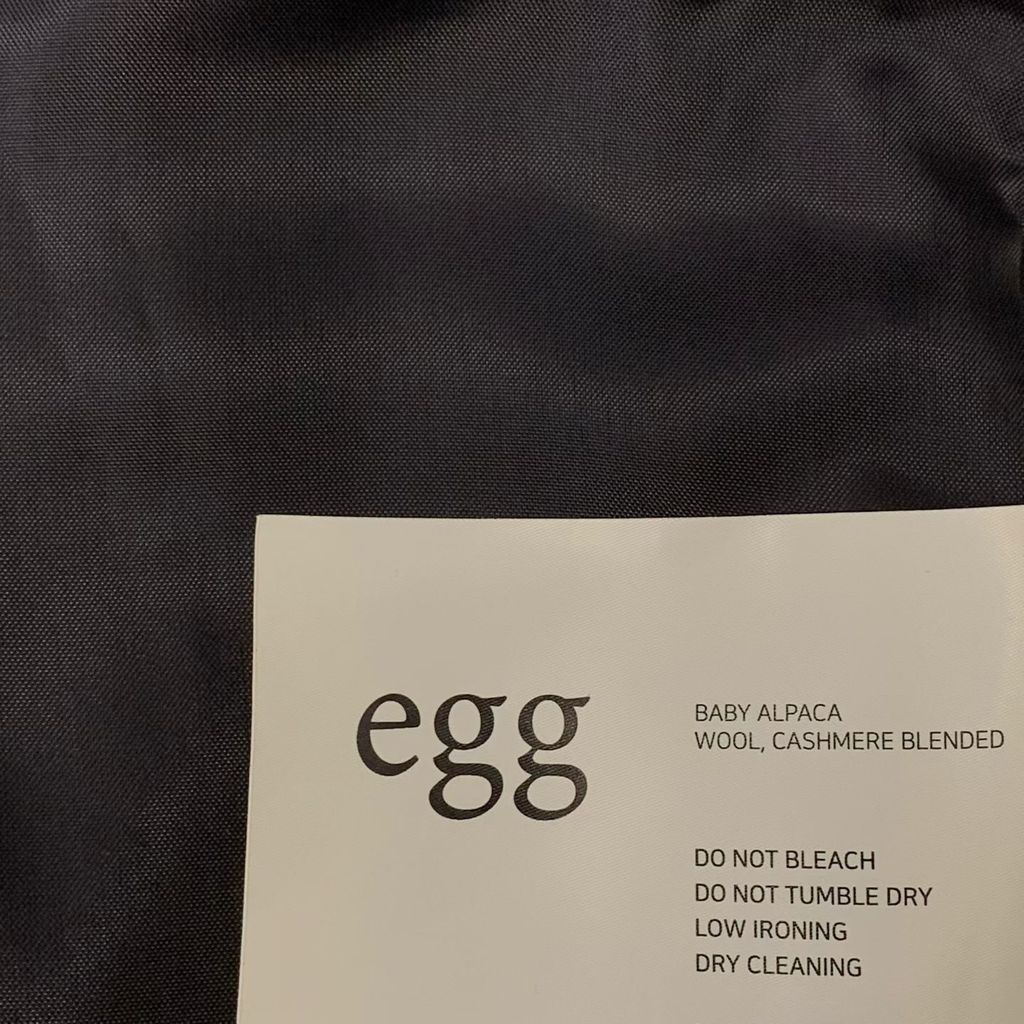 egg
BABY ALPACA
WOOL, CASHMERE BLENDED
DO NOT BLEACH
DO NOT TUMBLE DRY
LOW IRONING
DRY CLEANING